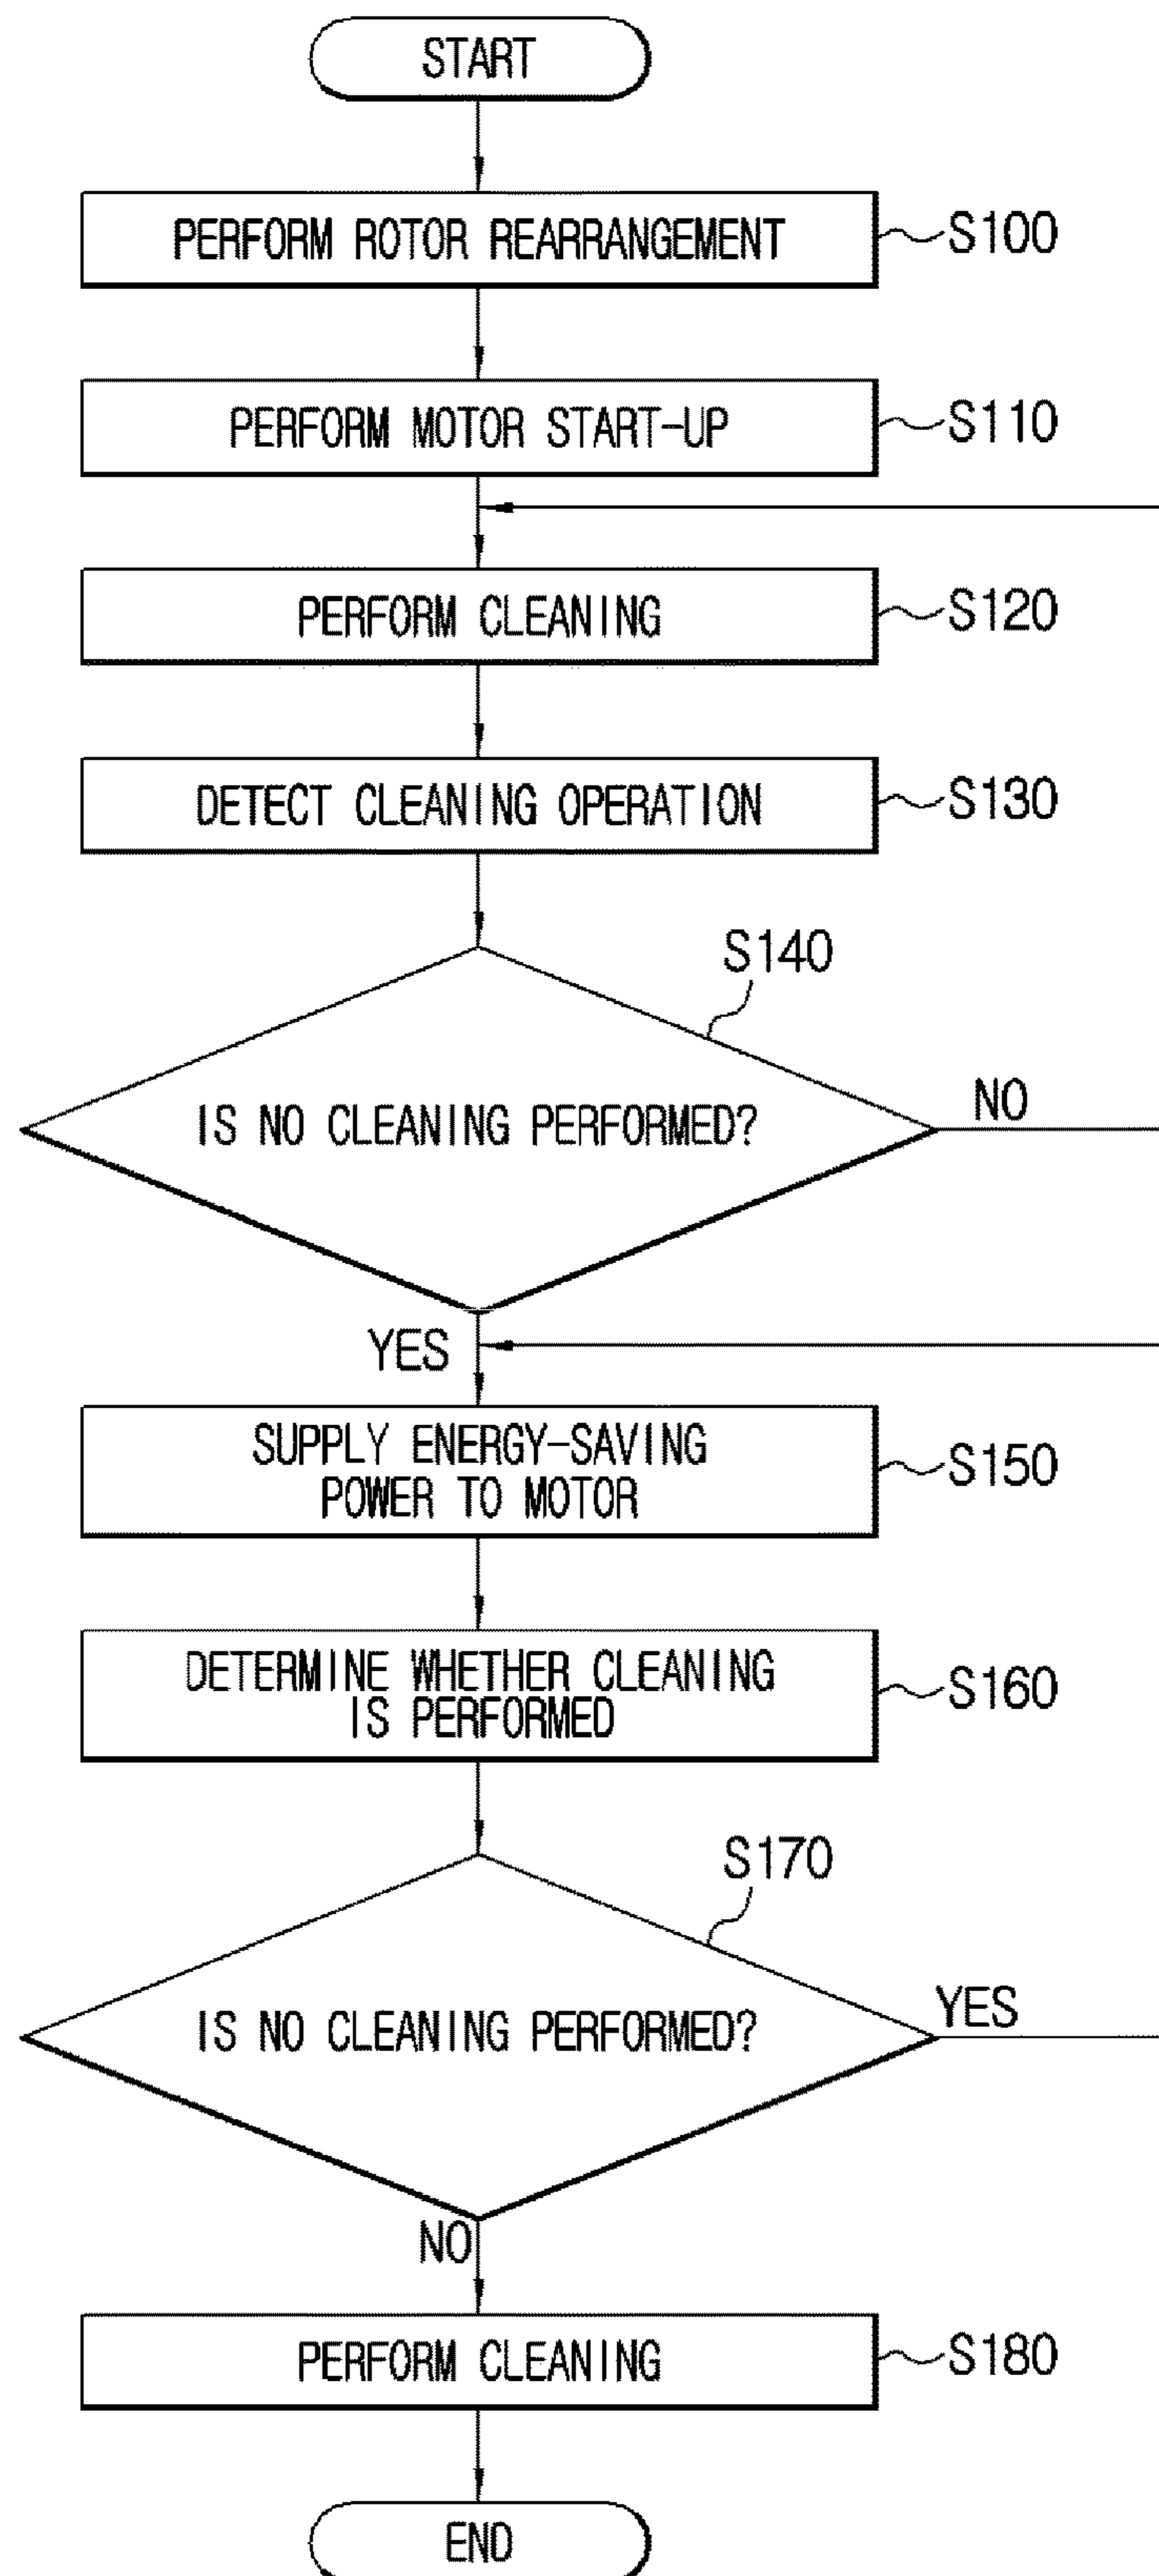 START
PERFORM ROTOR REARRANGEMENT
S100
PERFORM MOTOR START-UP
S110
PERFORM CLEANING
S120
DETECT CLEANING OPERATION
S130
S140
IS NO CLEANING PERFORMED?
NO
YES
SUPPLY ENERGY-SAVING
POWER TO MOTOR
S150
DETERMINE WHETHER CLEANING
IS PERFORMED
S160
S170
IS NO CLEANING PERFORMED?
YES
NO
PERFORM CLEANING
S180
END